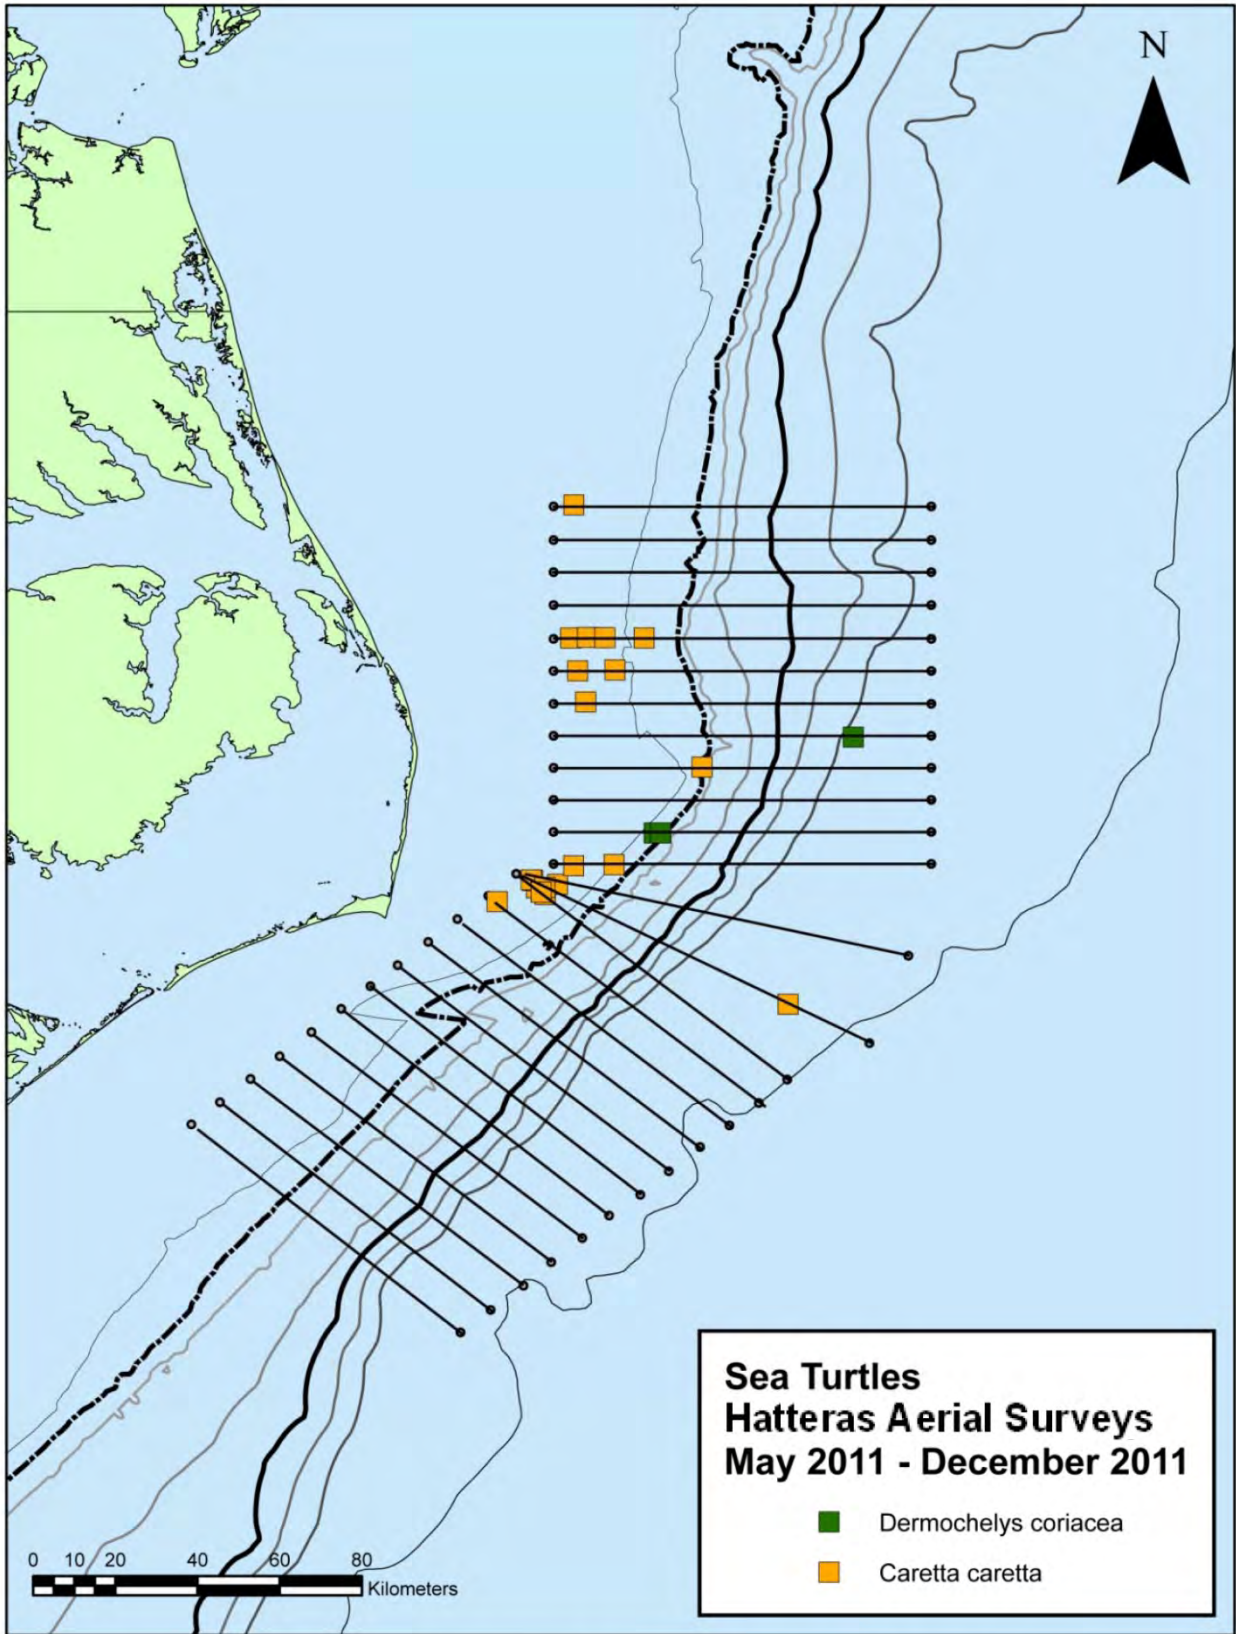 N
Sea Turtles
Hatteras Aerial Surveys
May 2011 - December 2011
Dermochelys coriacea
Caretta caretta
0 10 20 40 60 80
Kilometers